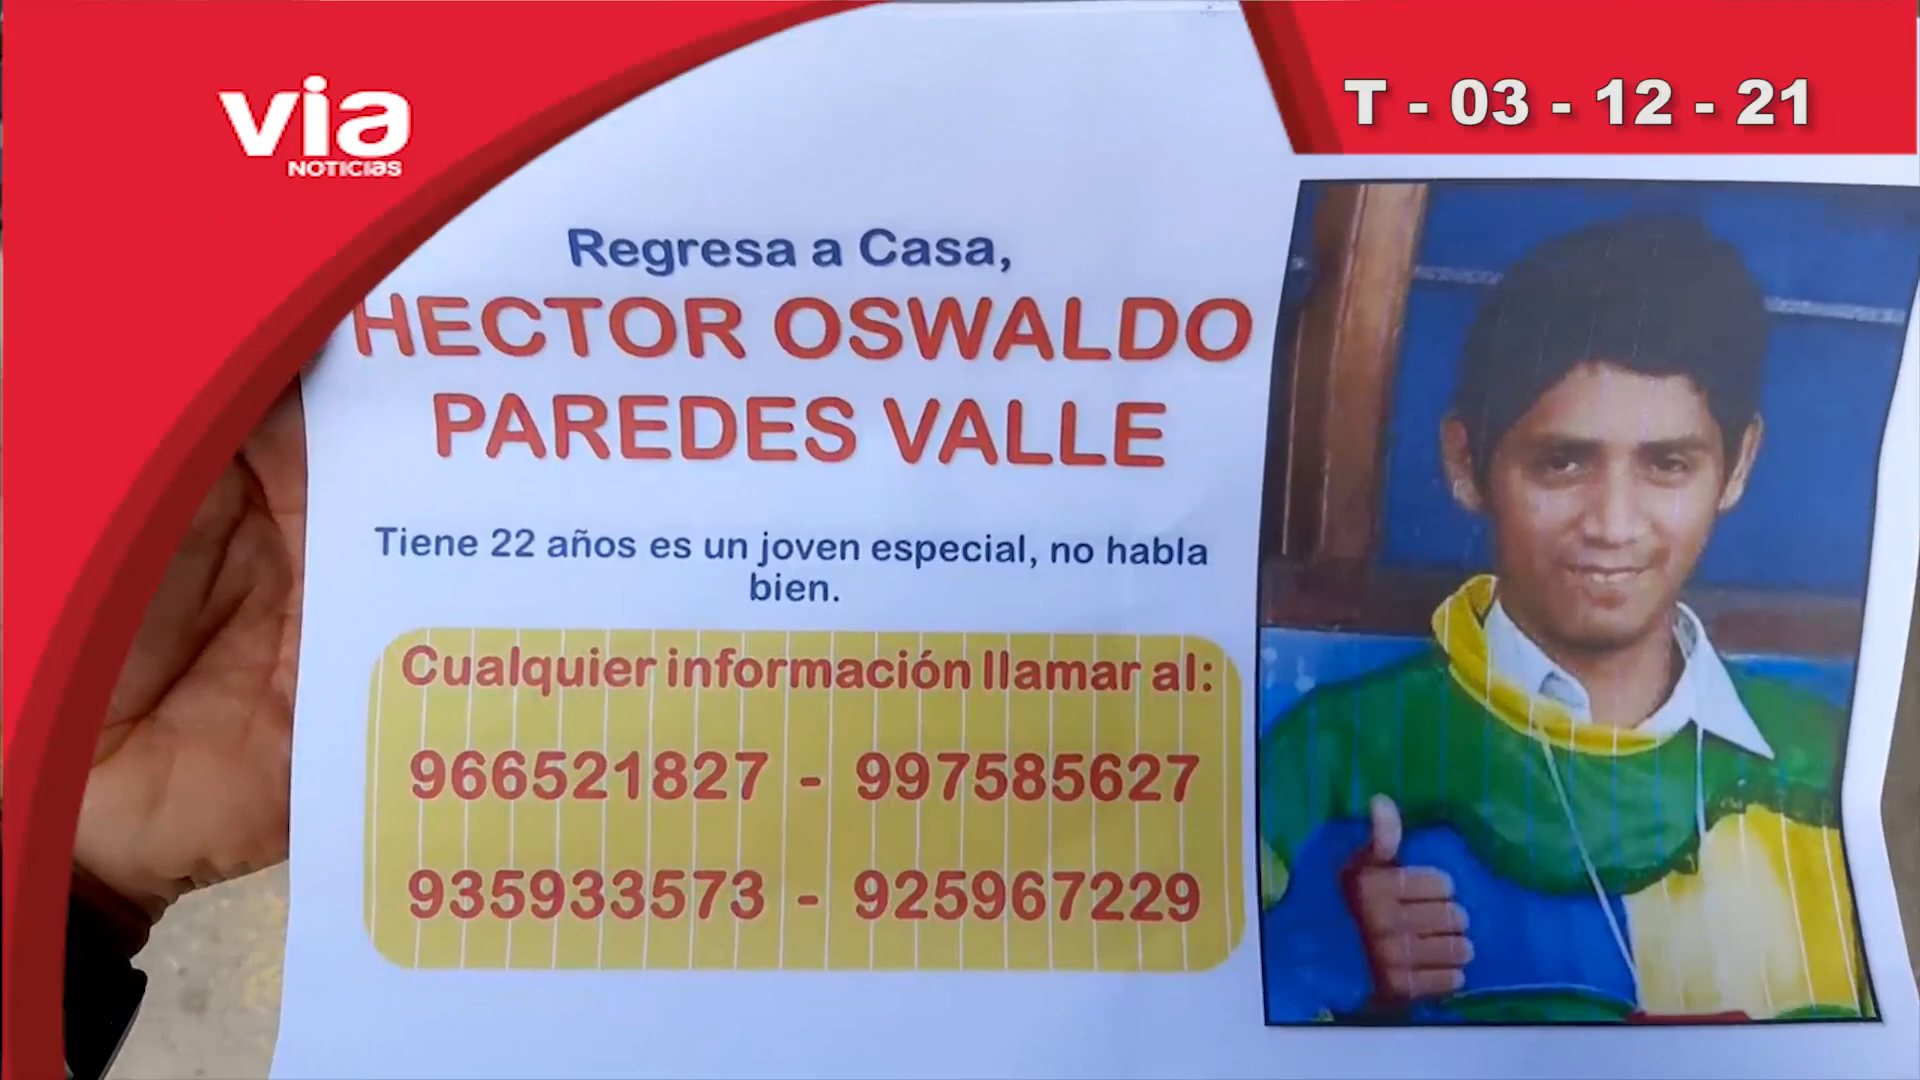 via
NOTICIAS
T - 03 - 12 - 21
Regresa a Casa,
HECTOR OSWALDO
PAREDES VALLE
Tiene 22 años es un joven especial, no habla
bien.
Cualquier información llamar al:
966521827 - 997585627
935933573 - 925967229